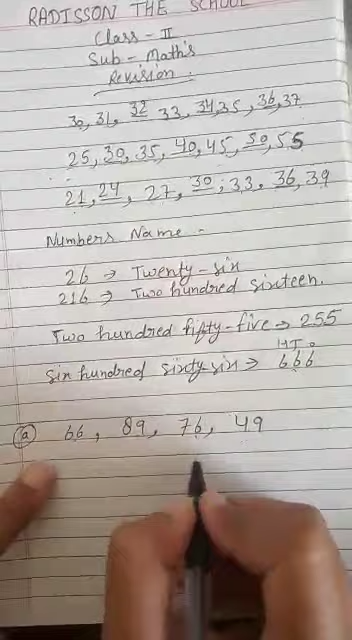 RADISSON THE SCHOOL
Class - II
Sub - Math's
Revision :
30, 31, 32 33, 34, 35, 36, 37
25, 30, 35, 40, 45, 50, 55
21, 24, 27, 30, 33, 36, 39
Numbers Name -
26 → Twenty-six
216 → Two hundred sixteen.
Two hundred fifty-five → 255
H T O
Six hundred sixty-six → 666
(a) 66, 89, 76, 49